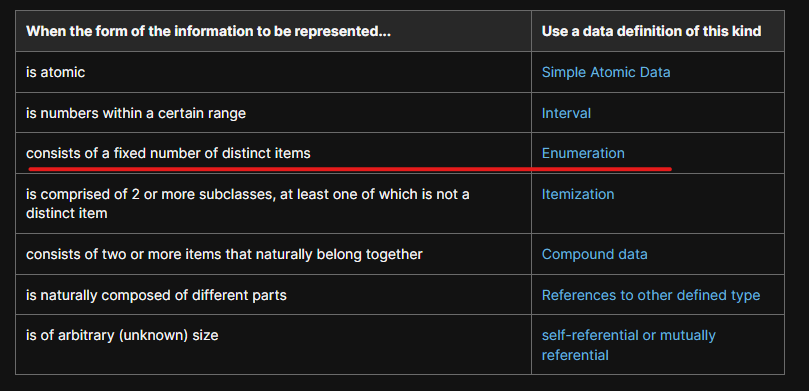 When the form of the information to be represented...
Use a data definition of this kind
is atomic
Simple Atomic Data
is numbers within a certain range
Interval
consists of a fixed number of distinct items
Enumeration
is comprised of 2 or more subclasses, at least one of which is not a
distinct item
Itemization
consists of two or more items that naturally belong together
Compound data
is naturally composed of different parts
References to other defined type
is of arbitrary (unknown) size
self-referential or mutually
referential